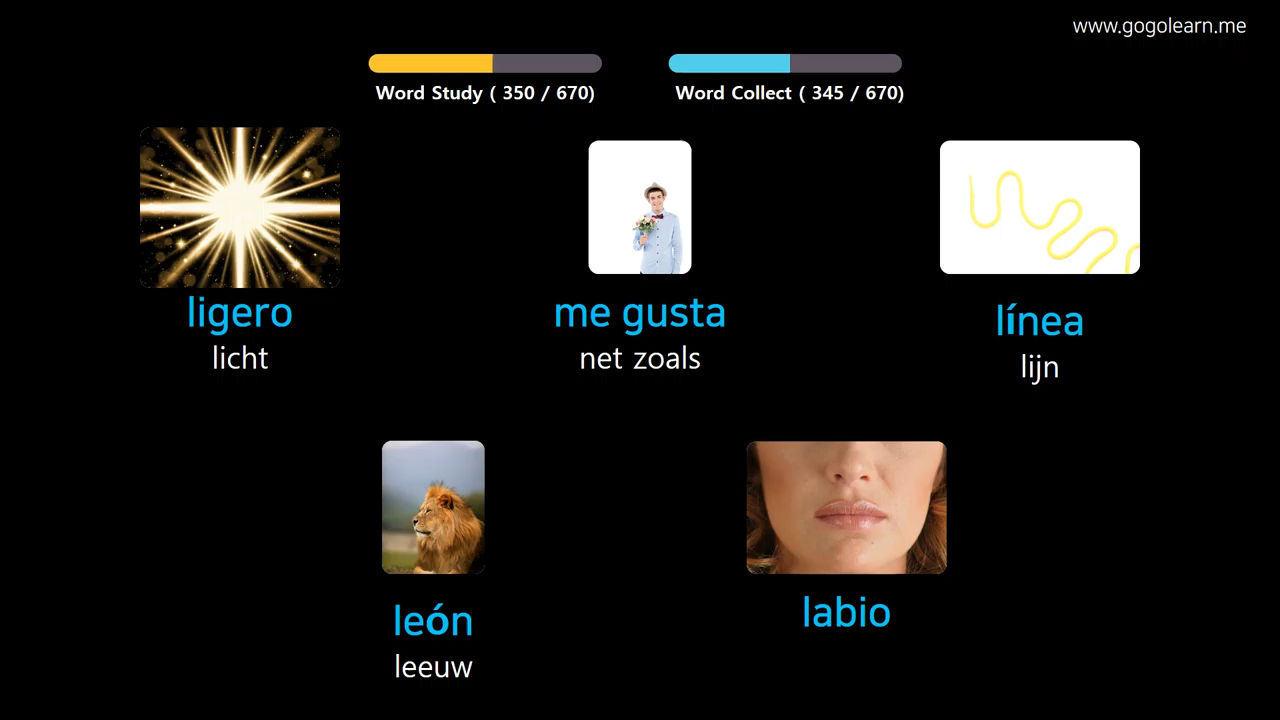 www.gogolearn.me
Word Study ( 350 / 670)
Word Collect ( 345 / 670)
ligero
licht
me gusta
net zoals
línea
lijn
león
leeuw
labio